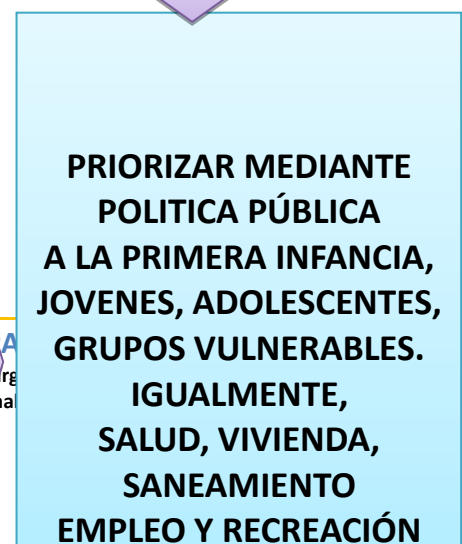 PRIORIZAR MEDIANTE
POLITICA PÚBLICA
A LA PRIMERA INFANCIA,
JOVENES, ADOLESCENTES,
GRUPOS VULNERABLES.
IGUALMENTE,
SALUD, VIVIENDA,
SANEAMIENTO
EMPLEO Y RECREACIÓN